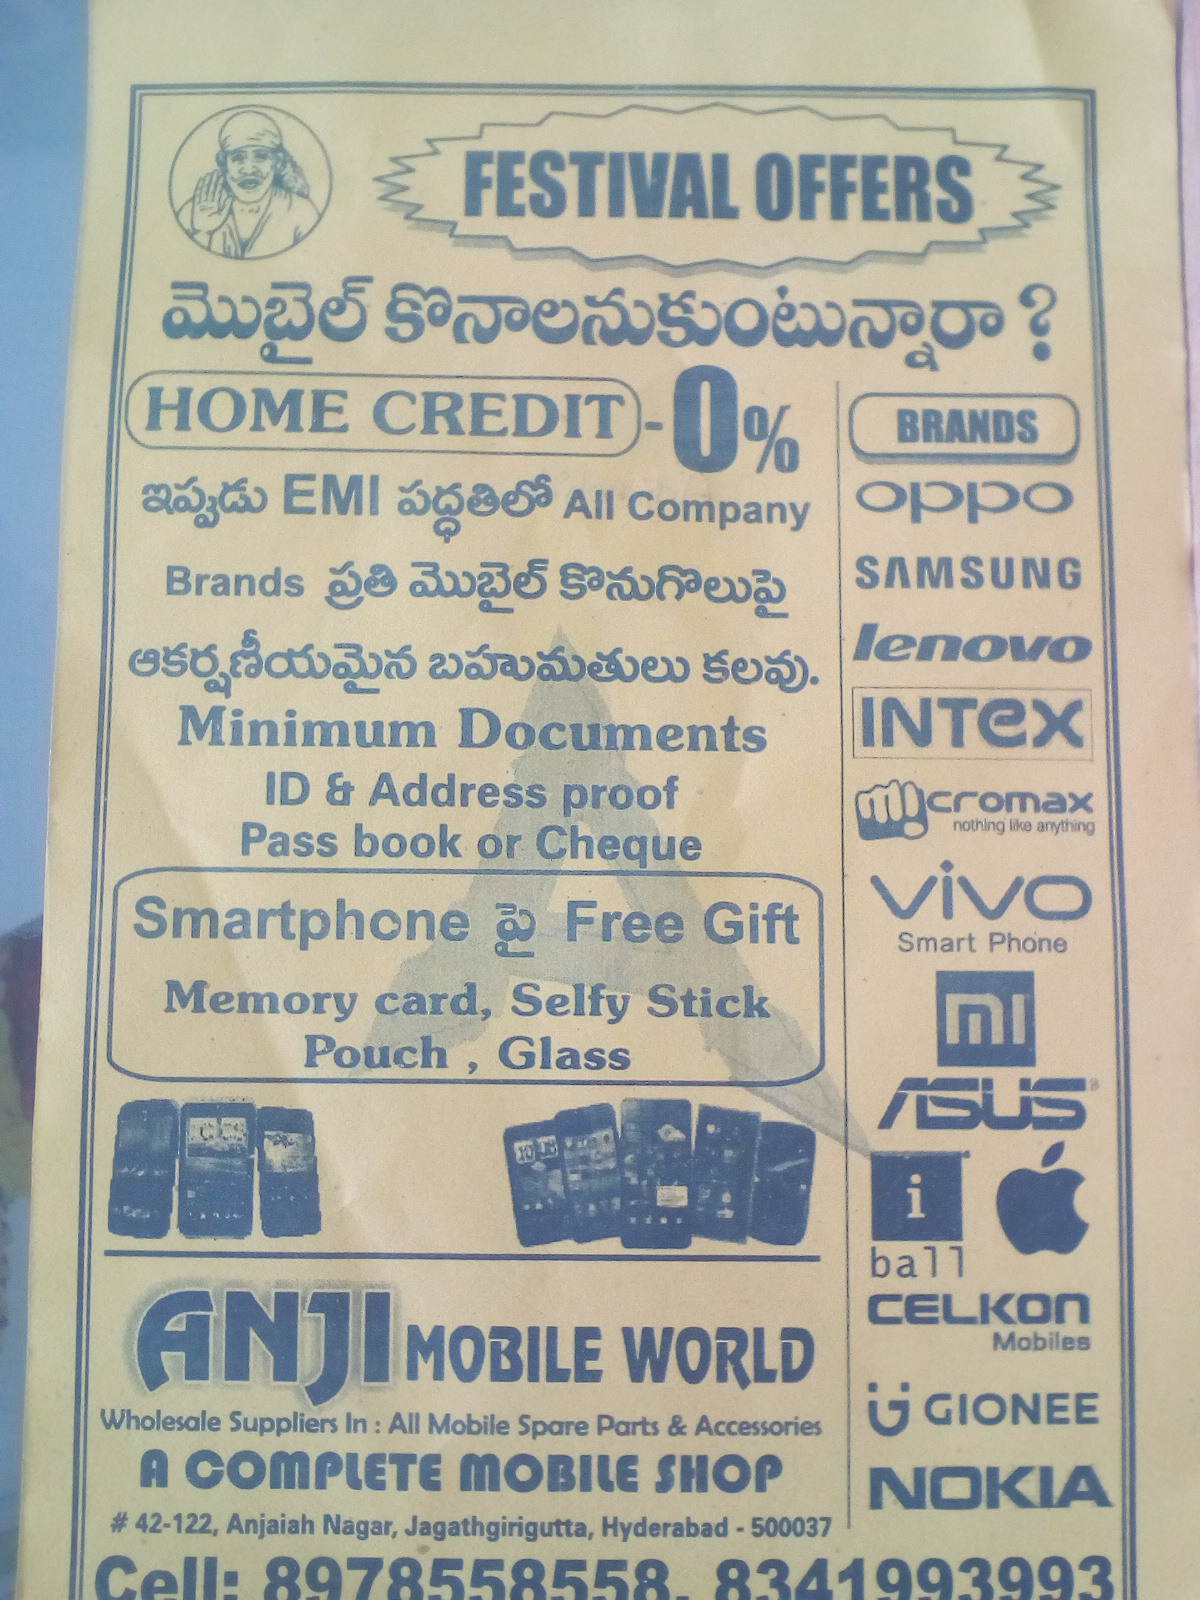 FESTIVAL OFFERS
మొబైల్ కొనాలనుకుంటున్నారా ?
HOME CREDIT - 0%
ఇప్పుడు EMI పద్ధతిలో All Company
Brands ప్రతి మొబైల్ కొనుగొలుపై
ఆకర్షణీయమైన బహుమతులు కలవు.
Minimum Documents
ID & Address proof
Pass book or Cheque
Smartphone పై Free Gift
Memory card, Selfy Stick
Pouch , Glass
BRANDS
oppo
SAMSUNG
lenovo
INTEX
micromax
nothing like anything
vivo
Smart Phone
mi
ASUS
i
ball
CELKON
Mobiles
GIONEE
NOKIA
ANJI MOBILE WORLD
Wholesale Suppliers In : All Mobile Spare Parts & Accessories
A COMPLETE MOBILE SHOP
# 42-122, Anjaiah Nagar, Jagathgirigutta, Hyderabad - 500037
Cell: 8978558558, 8341993993